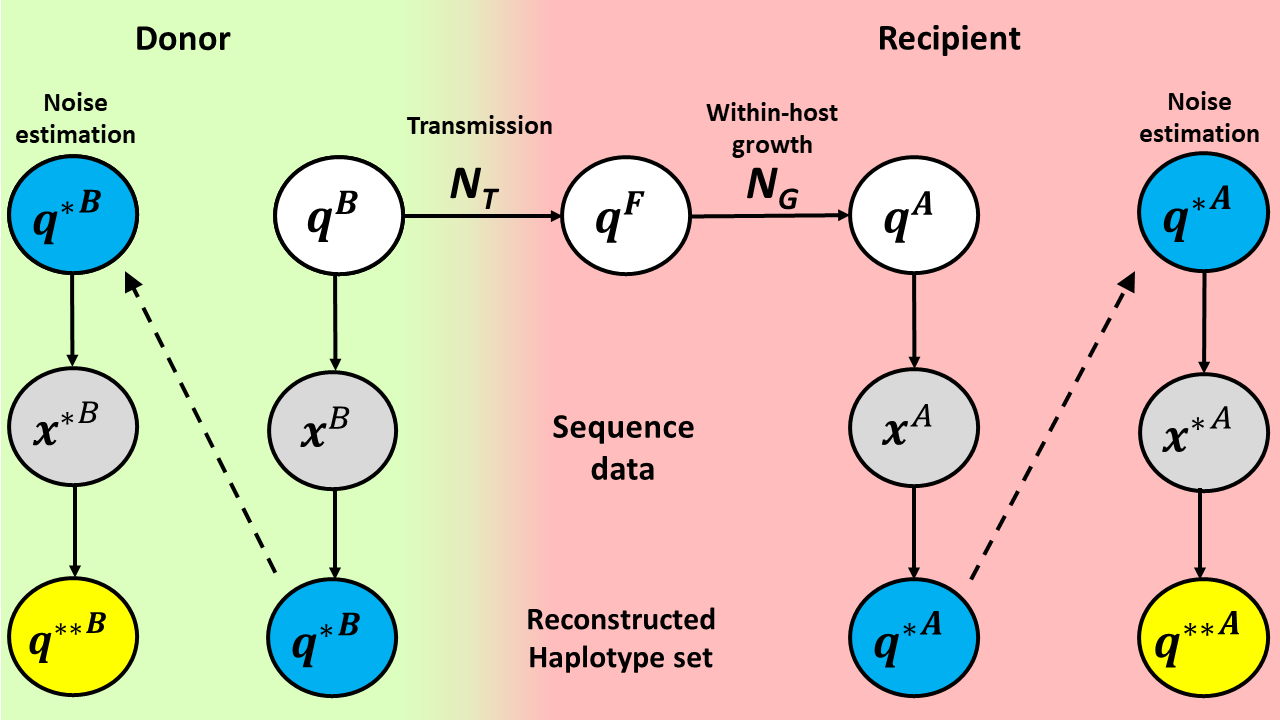 Donor
Recipient
Noise
estimation
Transmission
Within-host
growth
Noise
estimation
N_T
N_G
q^{*B}
q^B
q^F
q^A
q^{*A}
x^{*B}
x^B
Sequence
data
x^A
x^{*A}
q^{**B}
q^{*B}
Reconstructed
Haplotype set
q^{*A}
q^{**A}